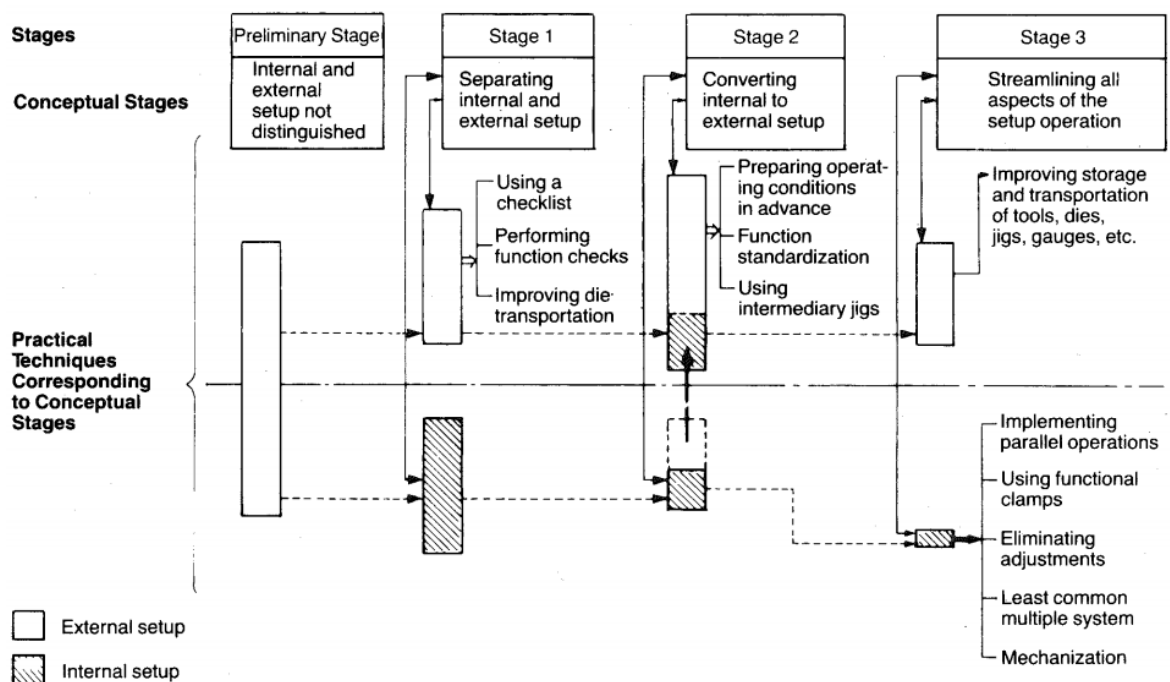 Stages
Preliminary Stage
Stage 1
Stage 2
Stage 3
Conceptual Stages
Internal and
external
setup not
distinguished
Separating
internal and
external setup
Converting
internal to
external setup
Streamlining all
aspects of the
setup operation
Practical
Techniques
Corresponding
to Conceptual
Stages
Using a
checklist
Performing
function checks
Improving die
transportation
Preparing operat-
ing conditions
in advance
Function
standardization
Using
intermediary jigs
Improving storage
and transportation
of tools, dies,
jigs, gauges, etc.
Implementing
parallel operations
Using functional
clamps
Eliminating
adjustments
Least common
multiple system
Mechanization
External setup
Internal setup